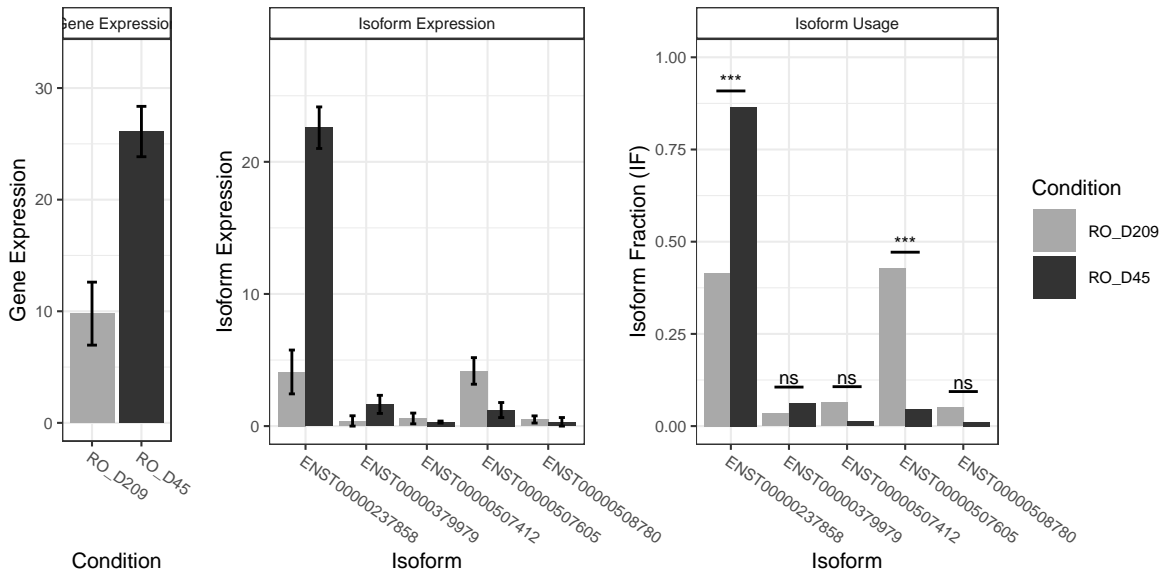 Gene Expression
Isoform Expression
Isoform Usage
Gene Expression
30
20
10
0
RO_D209
RO_D45
Condition
Isoform Expression
20
10
0
ENST00000237858
ENST00000379979
ENST00000507412
ENST00000507605
ENST00000508780
Isoform
Isoform Fraction (IF)
1.00
0.75
0.50
0.25
0.00
***
ns
ns
***
ns
ENST00000237858
ENST00000379979
ENST00000507412
ENST00000507605
ENST00000508780
Isoform
Condition
RO_D209
RO_D45